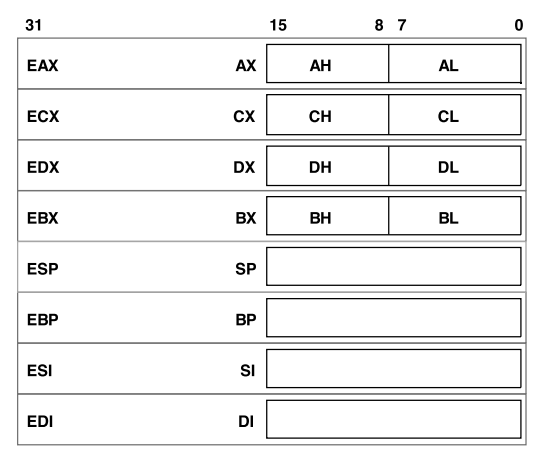 31 15 8 7 0
EAX AX AH AL
ECX CX CH CL
EDX DX DH DL
EBX BX BH BL
ESP SP
EBP BP
ESI SI
EDI DI